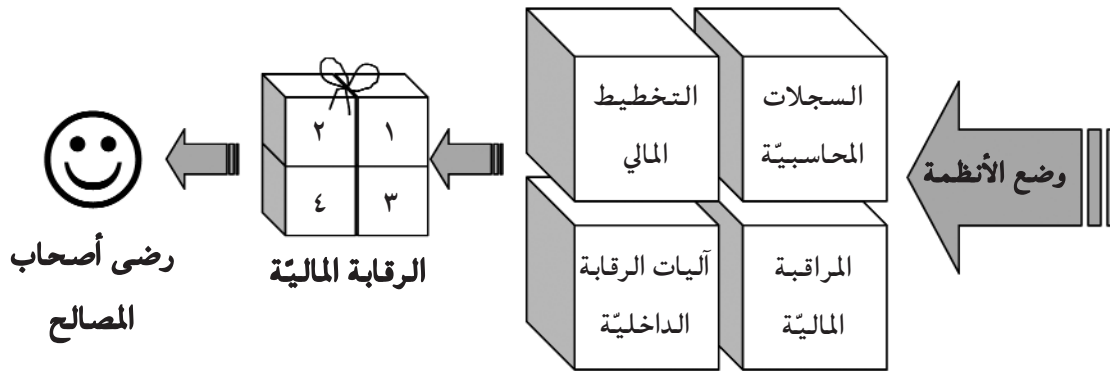 وضع الأنظمة
السجلات
المحاسبيّة
التخطيط
المالي
المراقبة
الماليّة
آليات الرقابة
الداخليّة
١
٢
٣
٤
الرقابة الماليّة
رضى أصحاب
المصالح